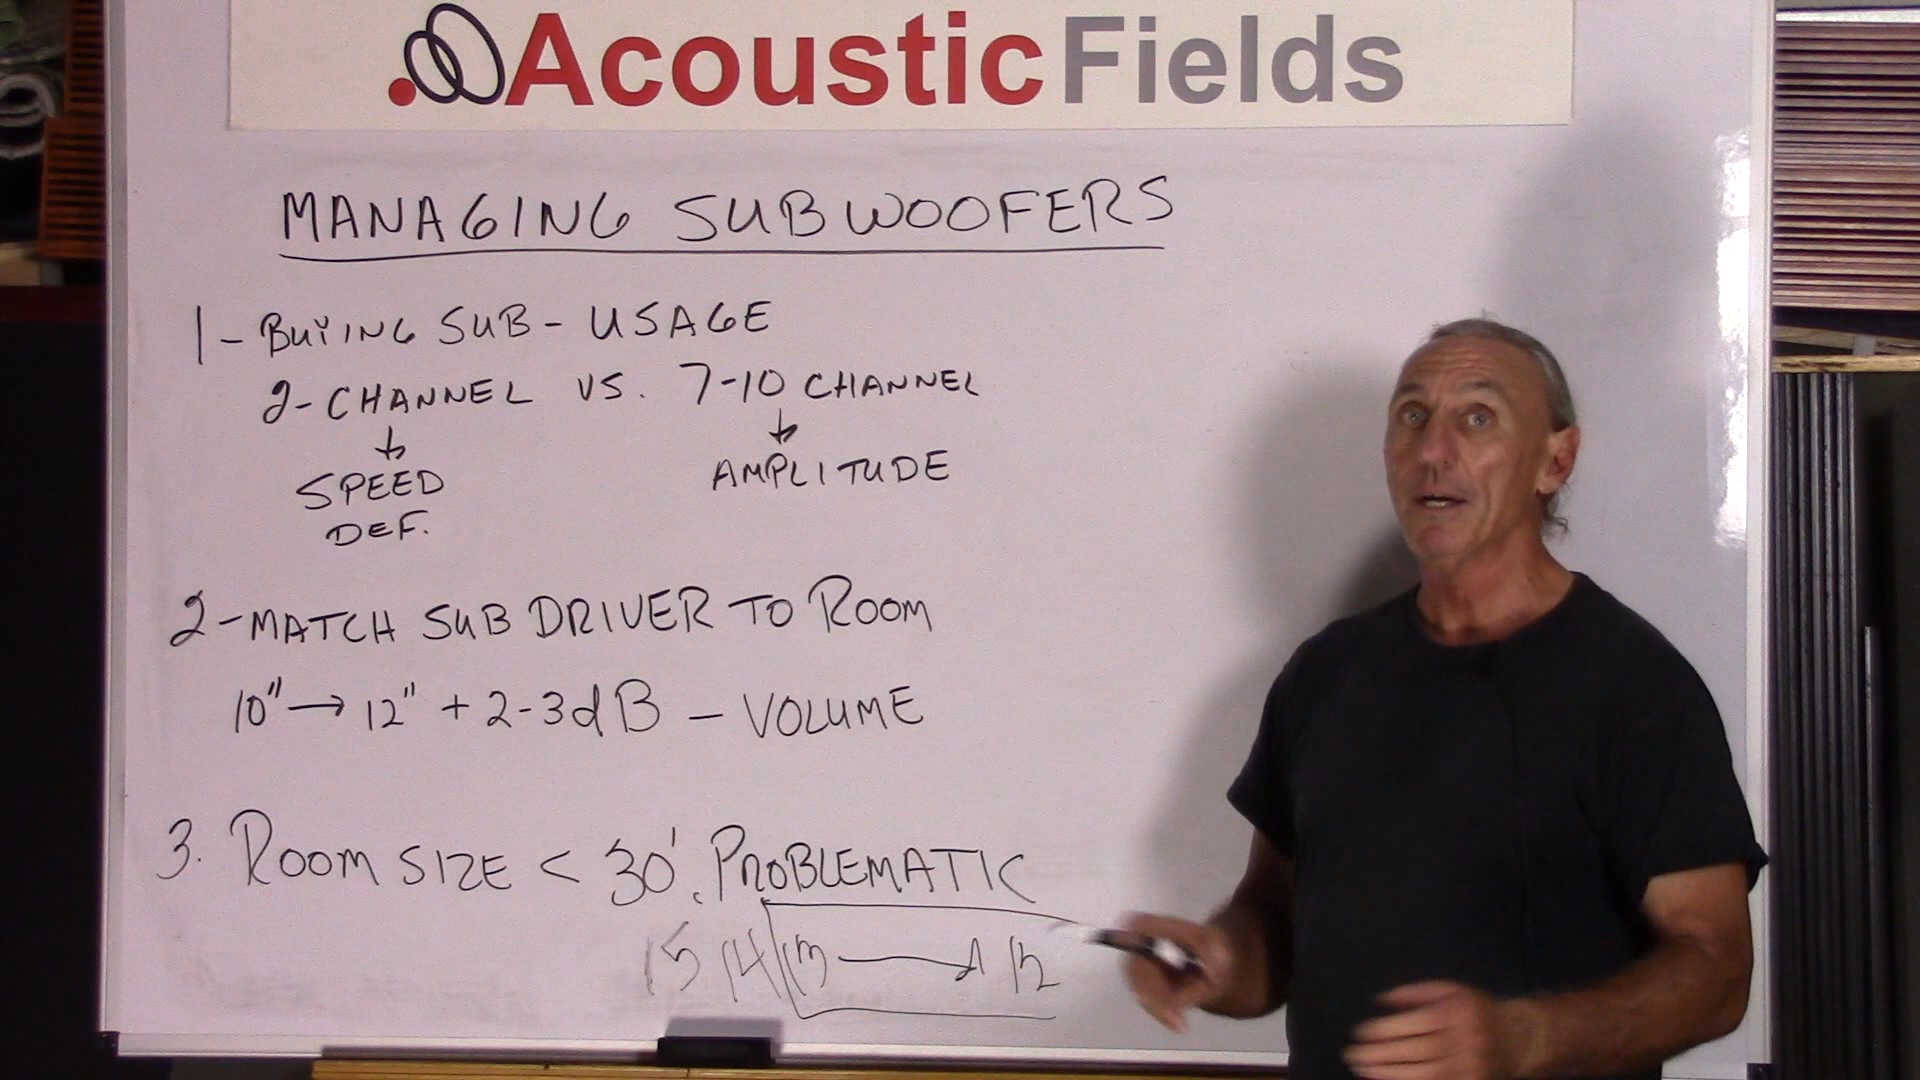 AcousticFields
MANAGING SUBWOOFERS
1- BUYING SUB - USAGE
2-CHANNEL VS. 7-10 CHANNEL
SPEED AMPLITUDE
DEF.
2-MATCH SUB DRIVER TO ROOM
10" → 12" + 2-3dB - VOLUME
3. ROOM SIZE < 30'. PROBLEMATIC
15 14 13 → 12